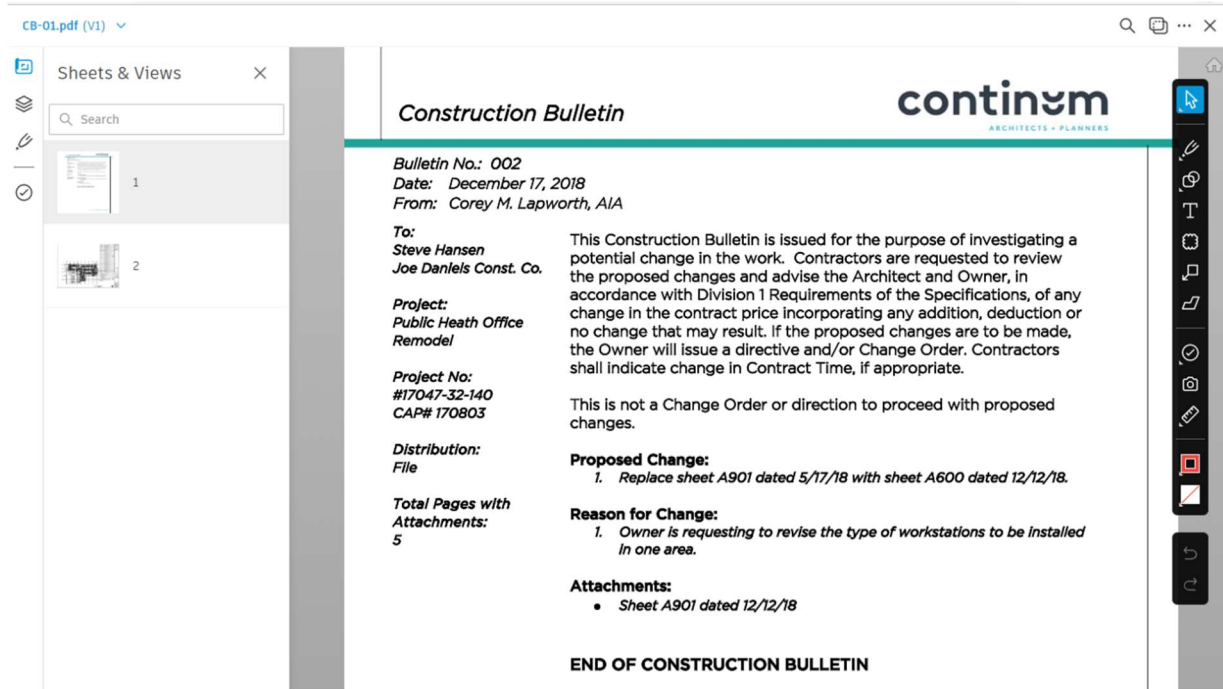 CB-01.pdf (V1)
Sheets & Views
Search
1
2
Construction Bulletin
continuum
ARCHITECTS + PLANNERS
Bulletin No.: 002
Date: December 17, 2018
From: Corey M. Lapworth, AIA
To:
Steve Hansen
Joe Daniels Const. Co.
Project:
Public Heath Office
Remodel
Project No:
#17047-32-140
CAP# 170803
Distribution:
File
Total Pages with
Attachments:
5
This Construction Bulletin is issued for the purpose of investigating a
potential change in the work. Contractors are requested to review
the proposed changes and advise the Architect and Owner, in
accordance with Division 1 Requirements of the Specifications, of any
change in the contract price incorporating any addition, deduction or
no change that may result. If the proposed changes are to be made,
the Owner will issue a directive and/or Change Order. Contractors
shall indicate change in Contract Time, if appropriate.
This is not a Change Order or direction to proceed with proposed
changes.
Proposed Change:
1. Replace sheet A901 dated 5/17/18 with sheet A600 dated 12/12/18.
Reason for Change:
1. Owner is requesting to revise the type of workstations to be installed
in one area.
Attachments:
• Sheet A901 dated 12/12/18
END OF CONSTRUCTION BULLETIN
T